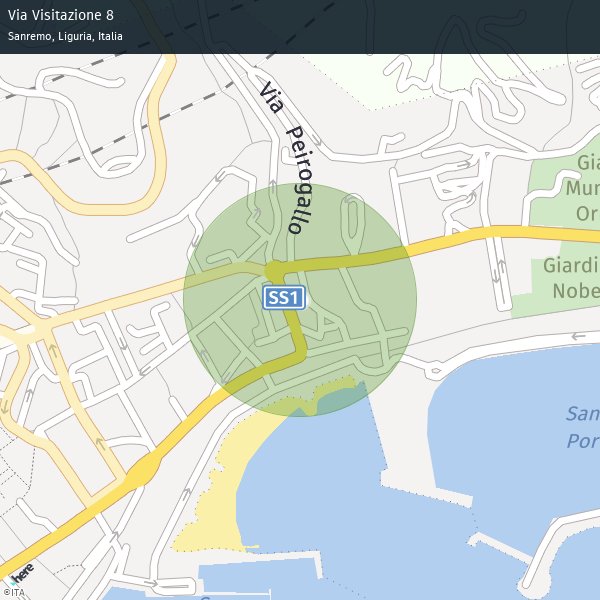 Via Visitazione 8
Sanremo, Liguria, Italia
Via Peirogallo
Gia
Mun
Or
Giardi
Nobe
SS1
San
Por
here
©ITA